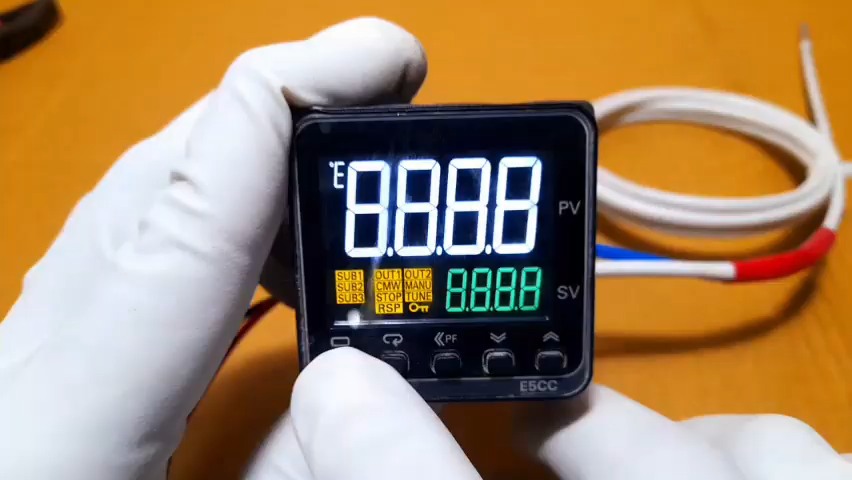 °E 8.8.8.8 PV
SUB1 OUT1 OUT2 8.8.8.8 SV
SUB2 CMW MANU
SUB3 STOP TUNE
RSP
PF
E5CC